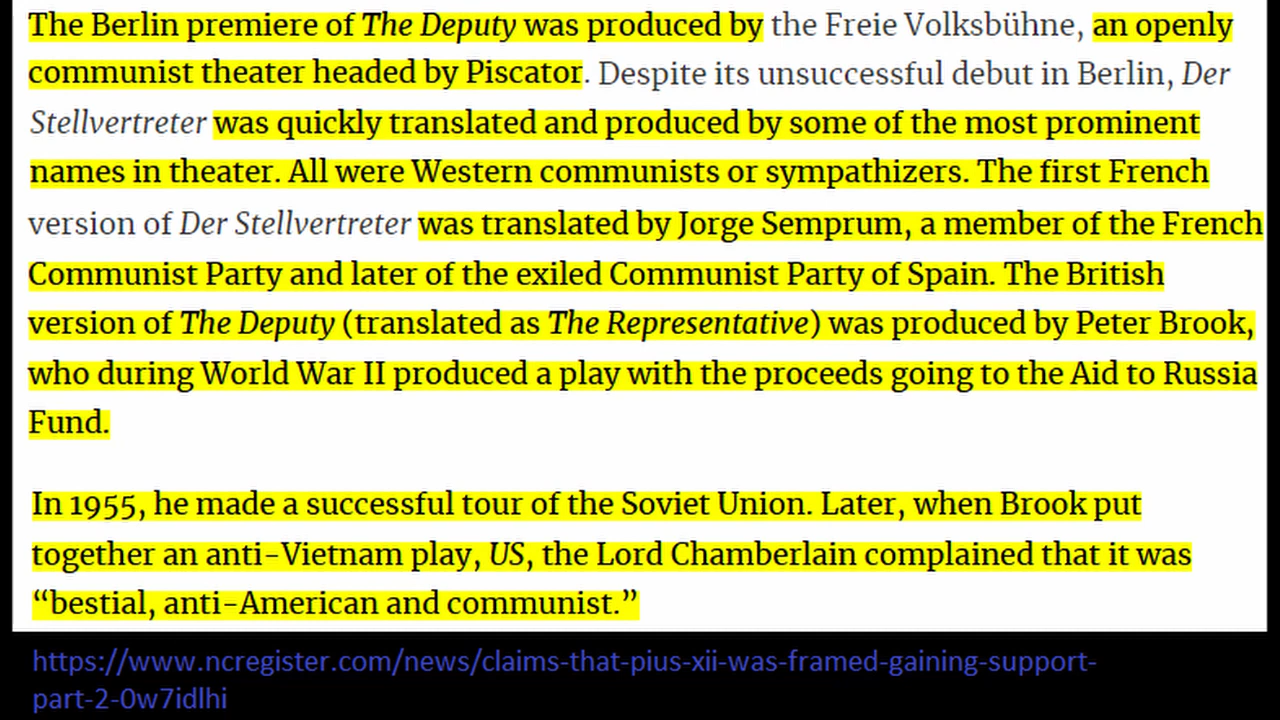 The Berlin premiere of The Deputy was produced by the Freie Volksbühne, an openly
communist theater headed by Piscator. Despite its unsuccessful debut in Berlin, Der
Stellvertreter was quickly translated and produced by some of the most prominent
names in theater. All were Western communists or sympathizers. The first French
version of Der Stellvertreter was translated by Jorge Semprum, a member of the French
Communist Party and later of the exiled Communist Party of Spain. The British
version of The Deputy (translated as The Representative) was produced by Peter Brook,
who during World War II produced a play with the proceeds going to the Aid to Russia
Fund.
In 1955, he made a successful tour of the Soviet Union. Later, when Brook put
together an anti-Vietnam play, US, the Lord Chamberlain complained that it was
“bestial, anti-American and communist.”
https://www.ncregister.com/news/claims-that-pius-xii-was-framed-gaining-support-
part-2-0w7idlhi